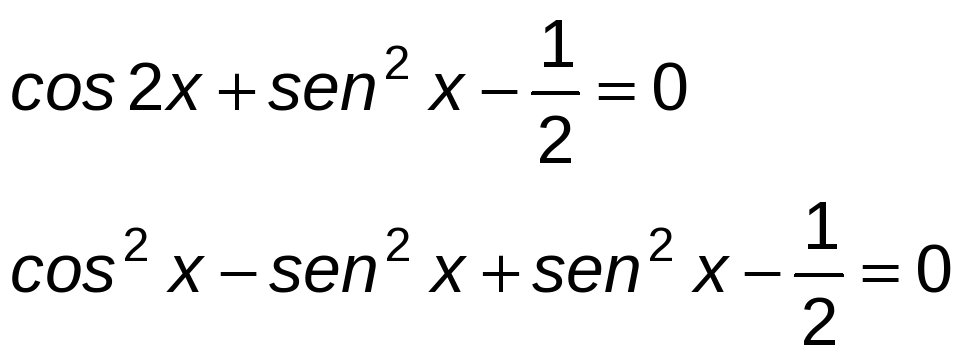 cos 2x + sen² x − 1/2 = 0
cos² x − sen² x + sen² x − 1/2 = 0